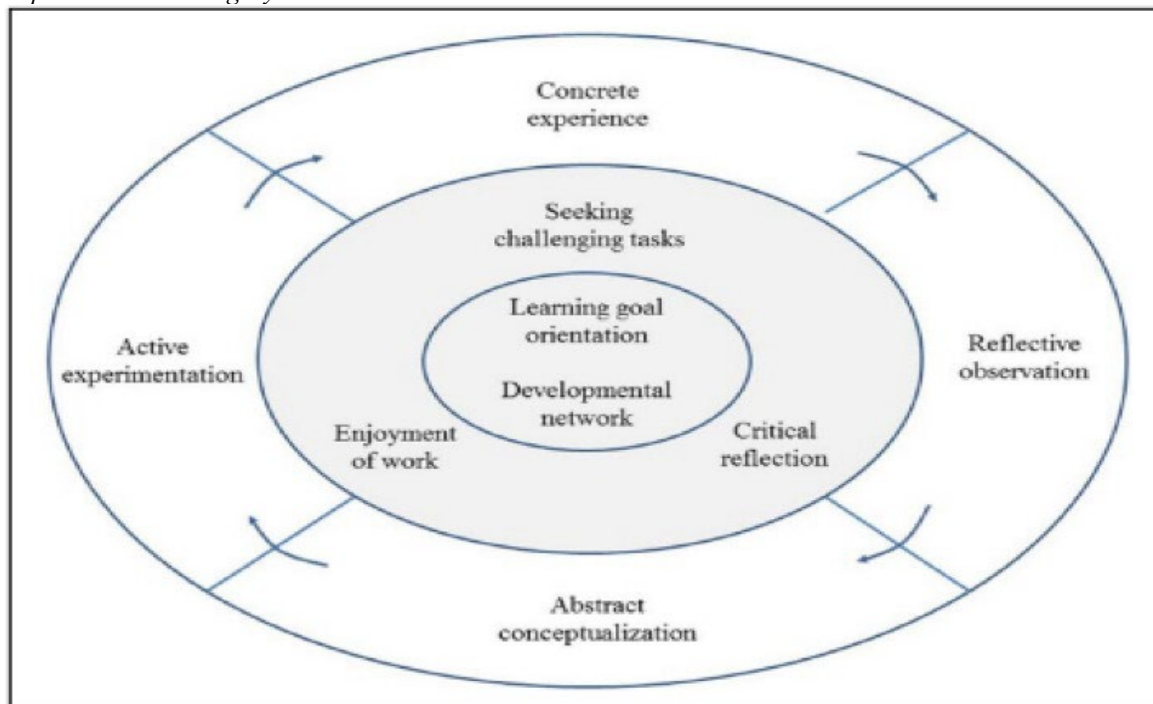 Concrete
experience
Seeking
challenging tasks
Learning goal
orientation
Active
experimentation
Reflective
observation
Developmental
network
Enjoyment
of work
Critical
reflection
Abstract
conceptualization